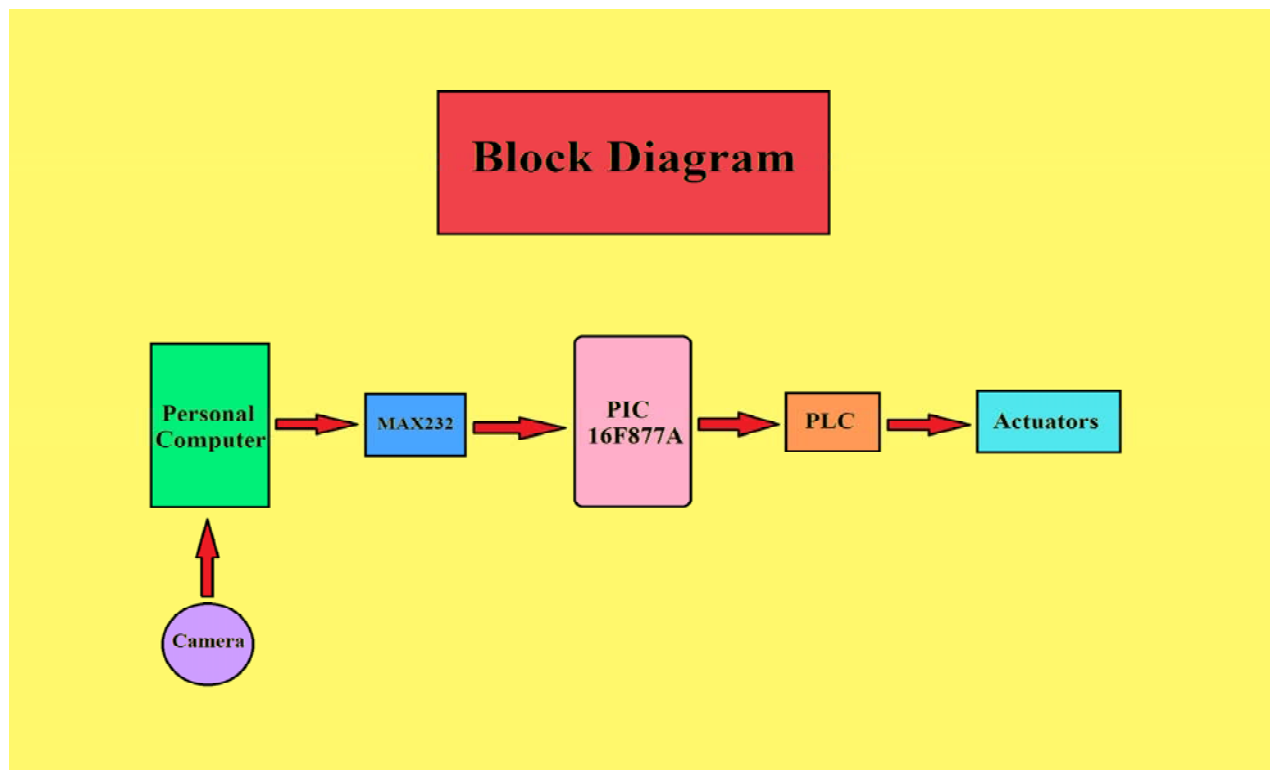 Block Diagram
Personal
Computer
MAX232
PIC
16F877A
PLC
Actuators
Camera